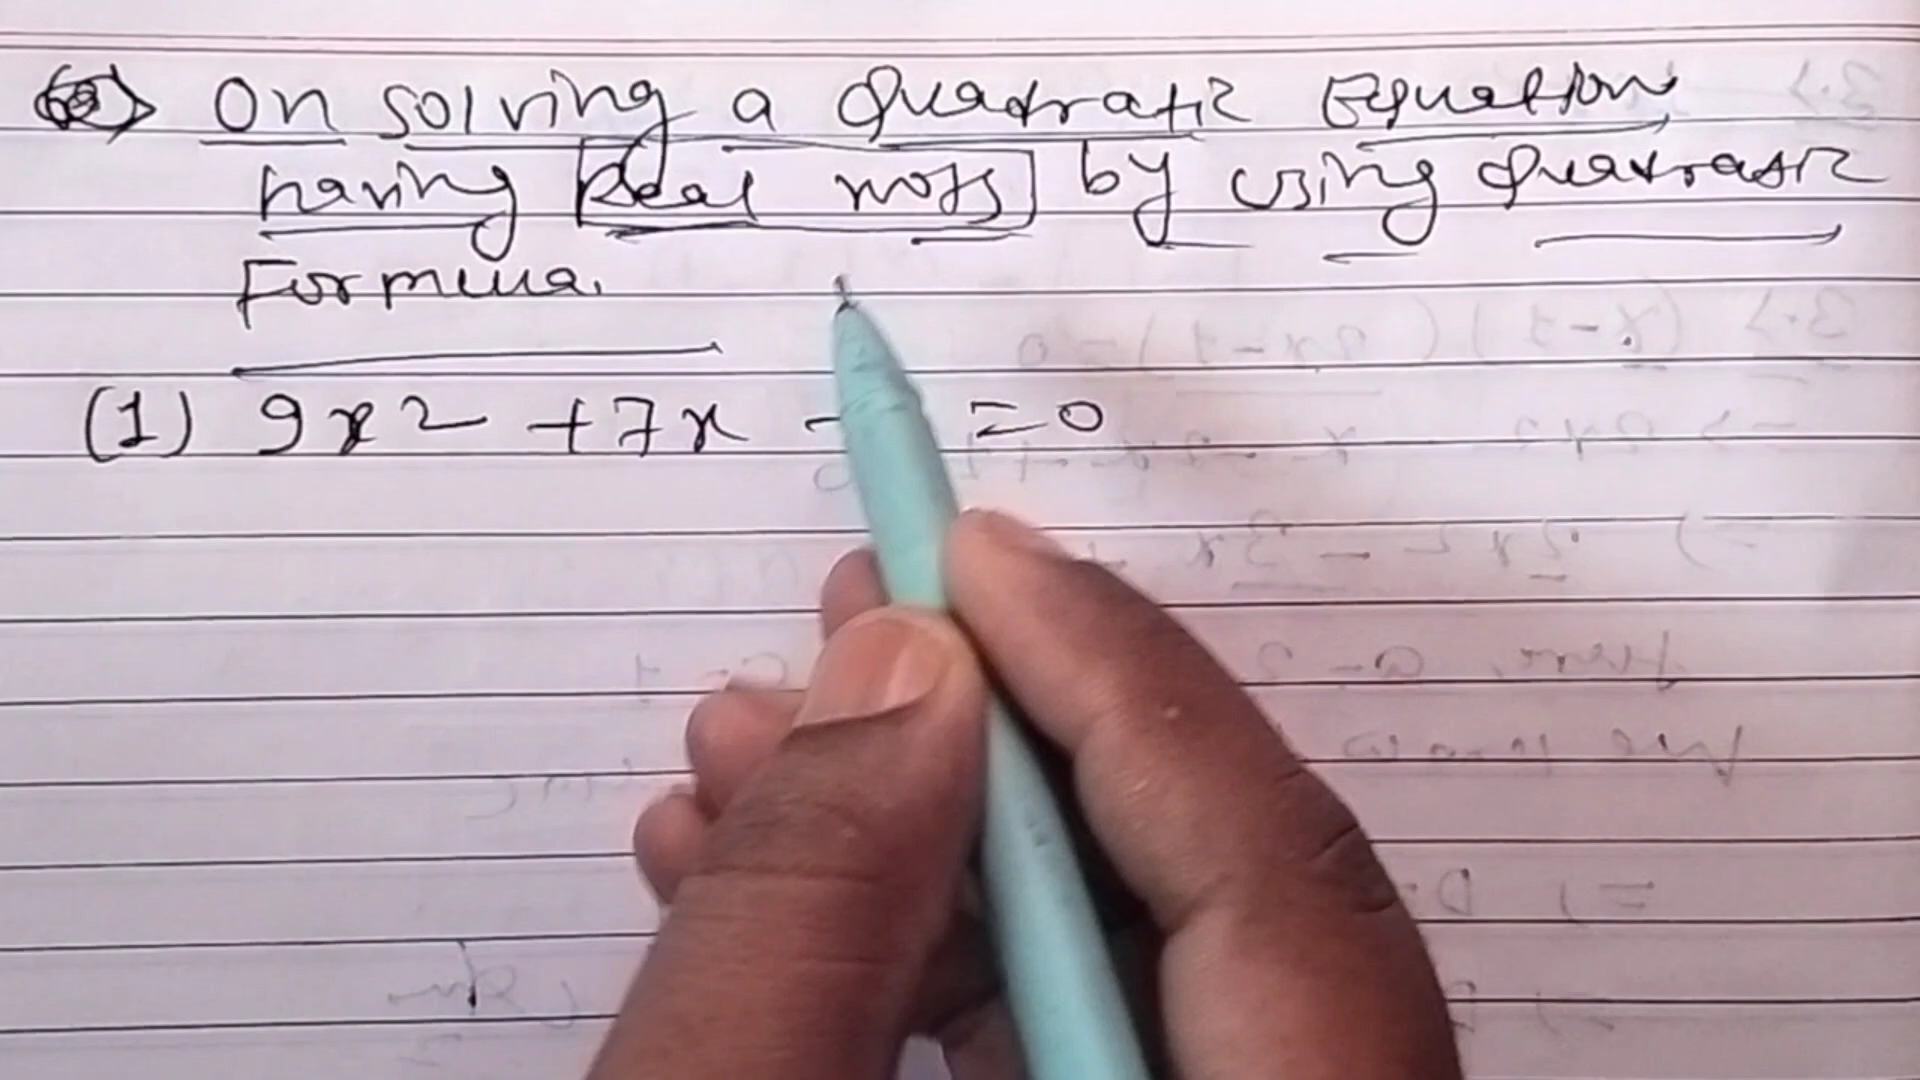 On solving a Quadratic Equation
having Real roots by using Quadratic
Formula.
(1) 9x2 +7x - =0